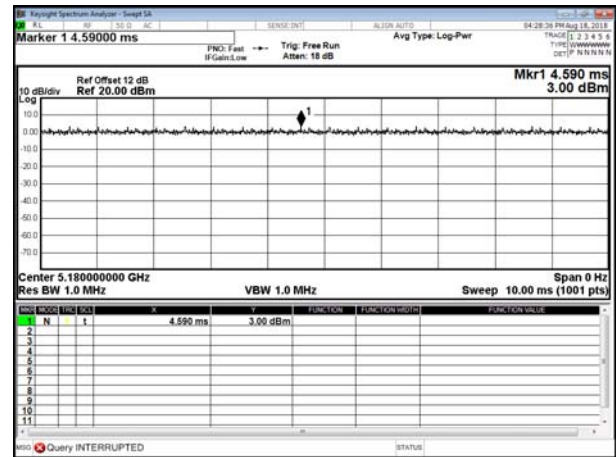 Keysight Spectrum Analyzer - Swept SA
RL RF 50 Ω AC SENSE:INT ALIGN AUTO 04:28:36 PM Aug 18, 2018
Marker 1 4.59000 ms
PNO: Fast
IFGain:Low
Trig: Free Run
Atten: 18 dB
Avg Type: Log-Pwr
TRACE 1 2 3 4 5 6
TYPE WWWWWW
DET P N N N N N
Mkr1 4.590 ms
3.00 dBm
Ref Offset 12 dB
10 dB/div Ref 20.00 dBm
Log
1
10.0
0.00
-10.0
-20.0
-30.0
-40.0
-50.0
-60.0
-70.0
Center 5.180000000 GHz Span 0 Hz
Res BW 1.0 MHz VBW 1.0 MHz Sweep 10.00 ms (1001 pts)
MKR MODE TRC SCL X Y FUNCTION FUNCTION WIDTH FUNCTION VALUE
1 N t 4.590 ms 3.00 dBm
2
3
4
5
6
7
8
9
10
11
MSG Query INTERRUPTED STATUS